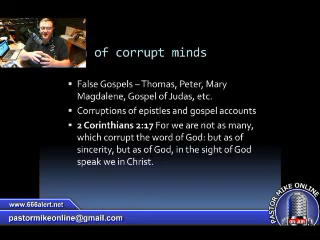 of corrupt minds
False Gospels – Thomas, Peter, Mary
Magdalene, Gospel of Judas, etc.
Corruptions of epistles and gospel accounts
2 Corinthians 2:17 For we are not as many,
which corrupt the word of God: but as of
sincerity, but as of God, in the sight of God
speak we in Christ.
www.666alert.net
pastormikeonline@gmail.com
PASTOR MIKE ONLINE
ON AIR